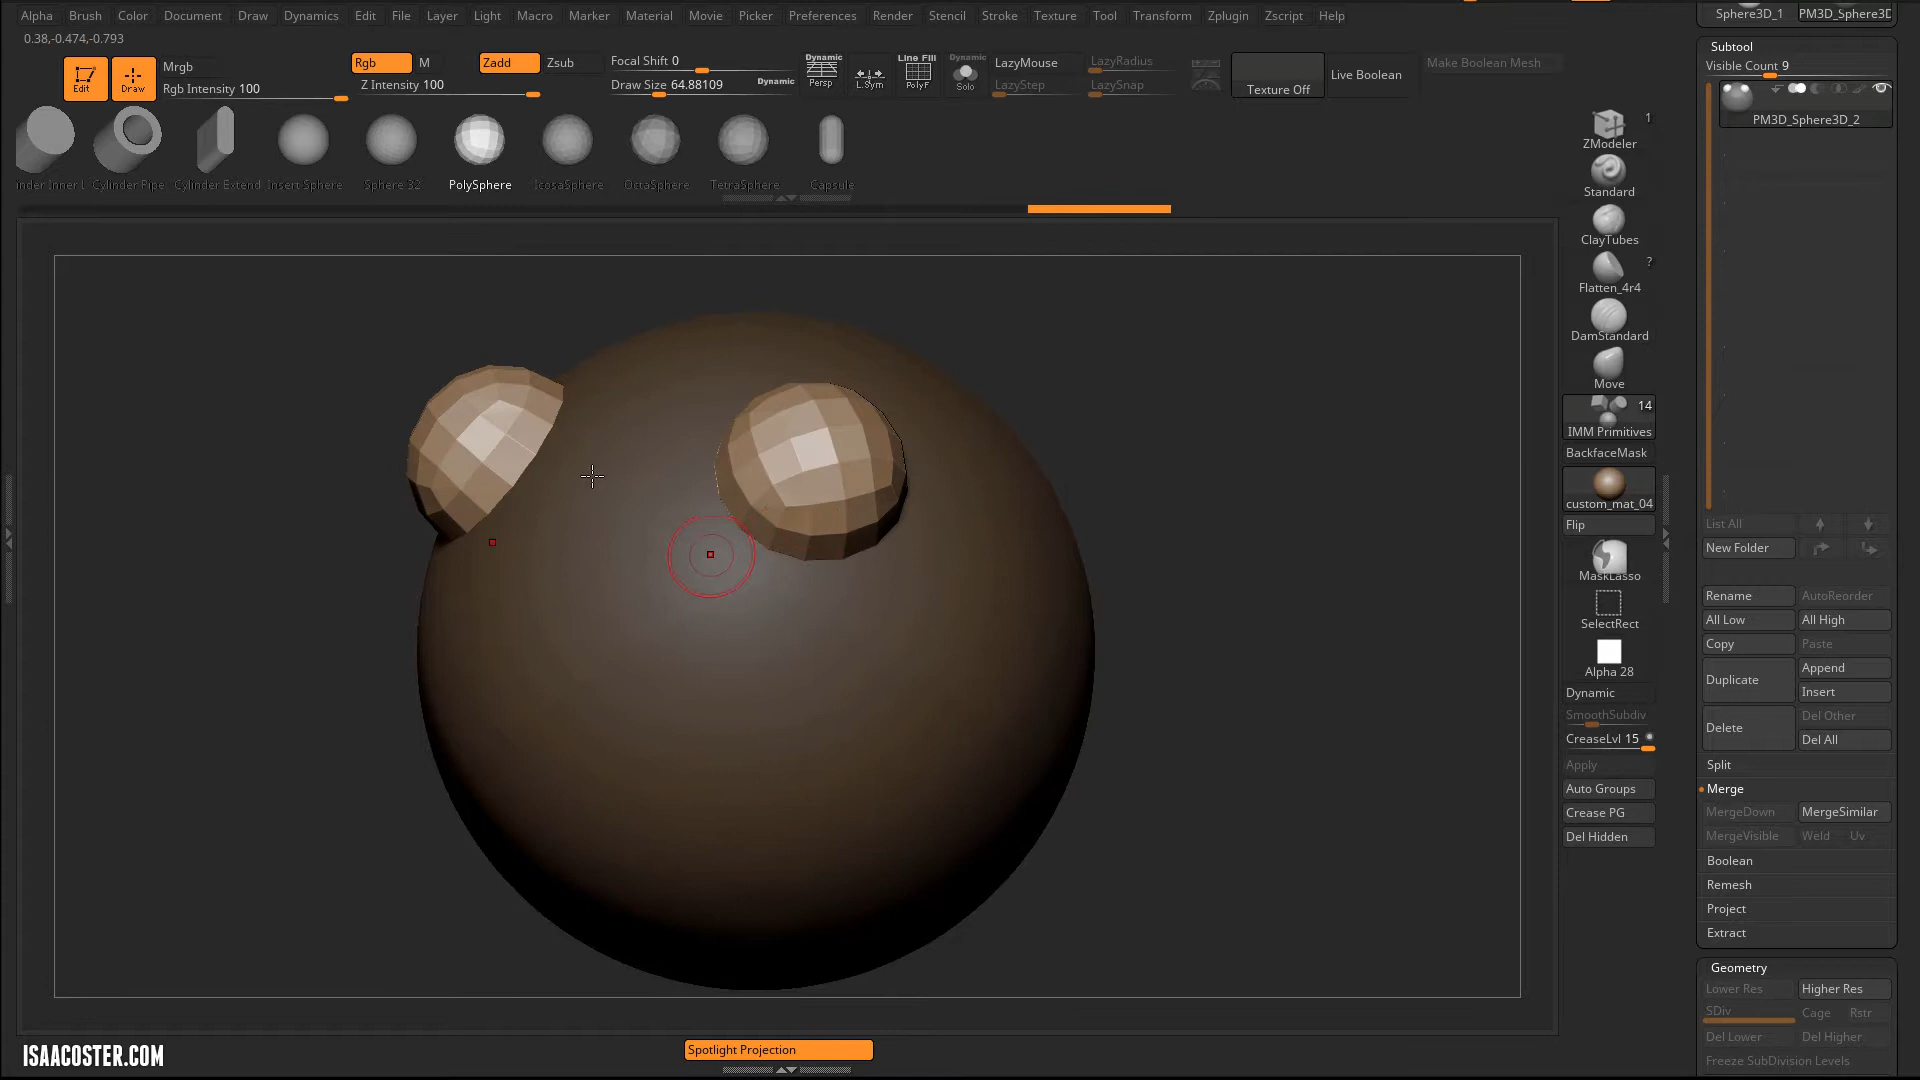 Alpha Brush Color Document Draw Dynamics Edit File Layer Light Macro Marker Material Movie Picker Preferences Render Stencil Stroke Texture Tool Transform Zplugin Zscript Help
Sphere3D_1 PM3D_Sphere3D
0.38,-0.474,-0.793
Edit Draw
Mrgb
Rgb Intensity 100
Rgb M
Z Intensity 100
Zadd Zsub
Focal Shift 0
Draw Size 64.88109 Dynamic
Dynamic
Persp
L.Sym
Line Fill
PolyF
Dynamic
Solo
LazyMouse LazyRadius
LazyStep LazySnap
Texture Off
Live Boolean
Make Boolean Mesh
Cylinder Pipe Cylinder Extend Insert Sphere Sphere 32 PolySphere IcosaSphere OctaSphere TetraSphere Capsule
1
ZModeler
Standard
ClayTubes
?
Flatten_4r4
DamStandard
Move
14
IMM Primitives
BackfaceMask
custom_mat_04
Flip
MaskLasso
SelectRect
Alpha 28
Dynamic
SmoothSubdiv
CreaseLvl 15
Apply
Auto Groups
Crease PG
Del Hidden
Subtool
Visible Count 9
PM3D_Sphere3D_2
List All
New Folder
Rename AutoReorder
All Low All High
Copy Paste
Duplicate Append
Insert
Delete Del Other
Del All
Split
Merge
MergeDown MergeSimilar
MergeVisible Weld Uv
Boolean
Remesh
Project
Extract
Geometry
Lower Res Higher Res
SDiv Cage Rstr
Del Lower Del Higher
Freeze SubDivision Levels
Spotlight Projection
ISAACOSTER.COM